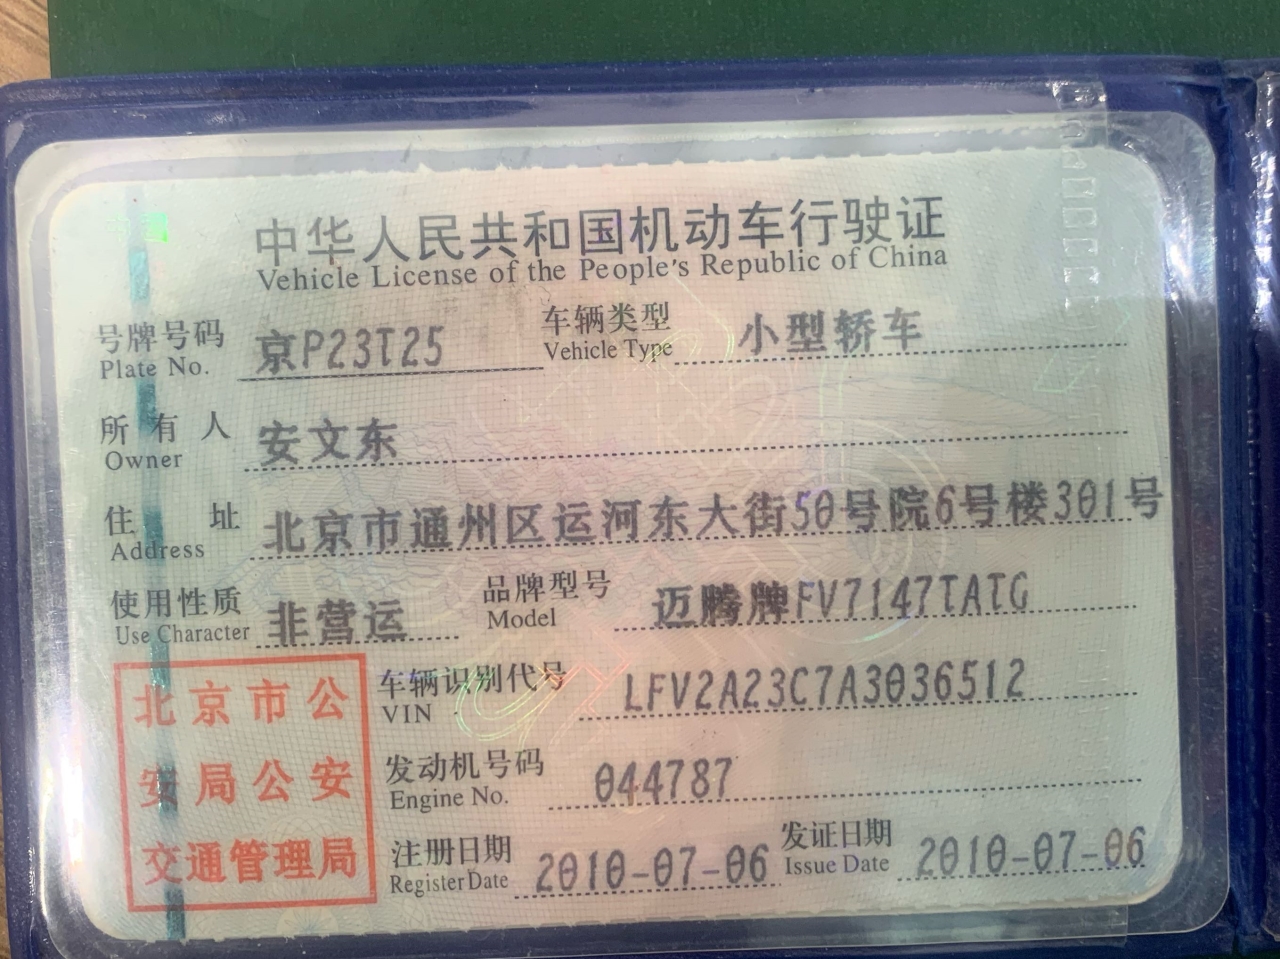 中华人民共和国机动车行驶证
Vehicle License of the People's Republic of China
号牌号码 京P23T25 车辆类型 小型轿车
Plate No. Vehicle Type
所有人 安文东
Owner
住址 北京市通州区运河东大街50号院6号楼301号
Address
使用性质 非营运 品牌型号 迈腾牌FV7147TATG
Use Character Model
北京市公
安局公安
交通管理局
车辆识别代号 LFV2A23C7A3036512
VIN
发动机号码 044787
Engine No.
注册日期 2010-07-06 发证日期 2010-07-06
Register Date Issue Date